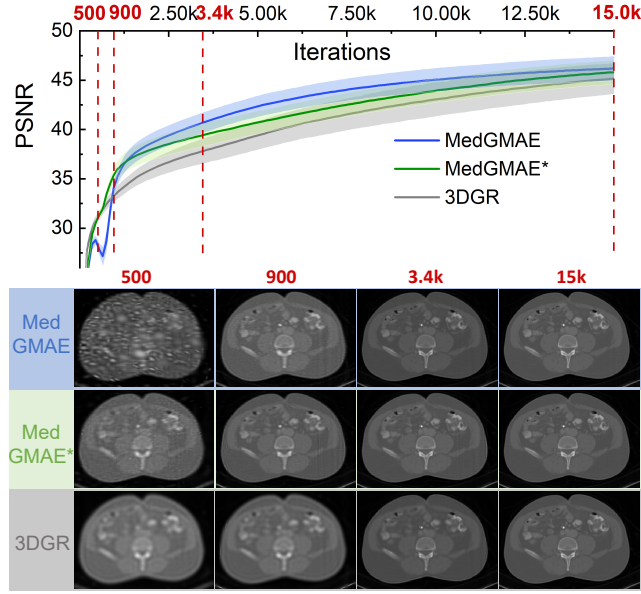 500 900 2.50k 3.4k 5.00k 7.50k 10.00k 12.50k 15.0k
50
Iterations
45
PSNR
40
MedGMAE
MedGMAE*
35
3DGR
30
500 900 3.4k 15k
Med
GMAE
Med
GMAE*
3DGR